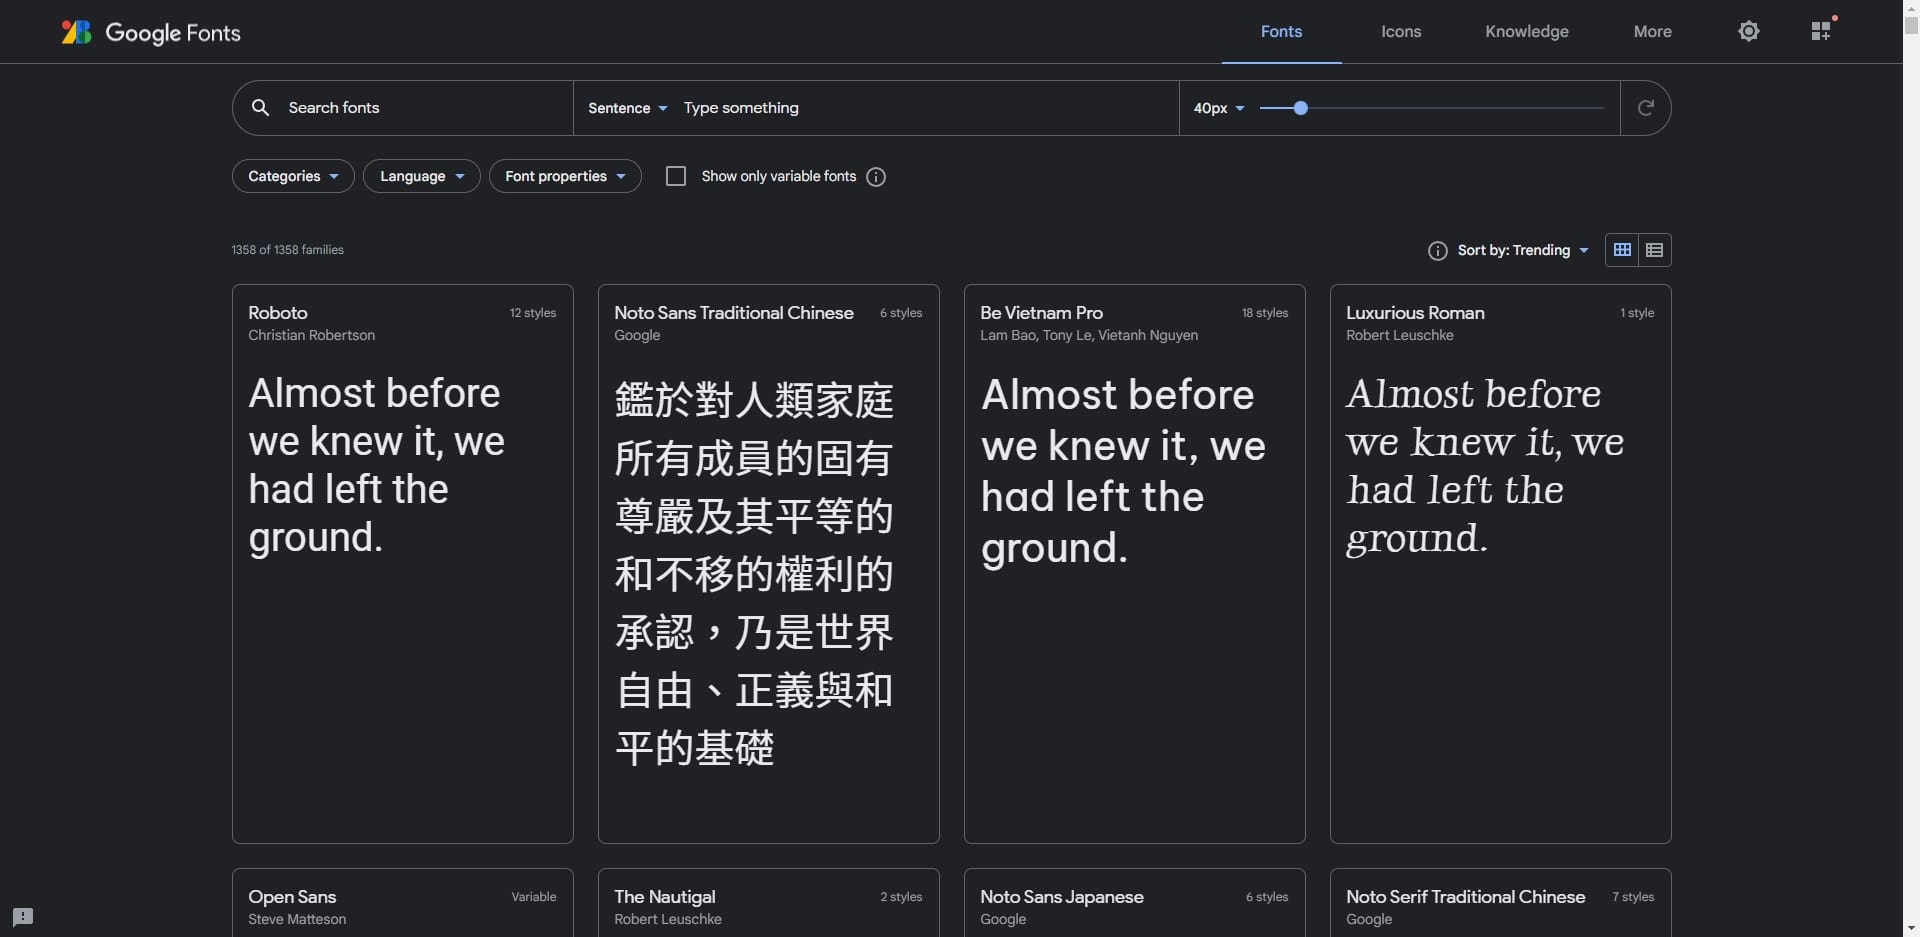 Google Fonts
Fonts
Icons
Knowledge
More
Search fonts
Sentence
Type something
40px
Categories
Language
Font properties
Show only variable fonts
1358 of 1358 families
Sort by: Trending
Roboto
12 styles
Christian Robertson
Almost before
we knew it, we
had left the
ground.
Noto Sans Traditional Chinese
6 styles
Google
鑑於對人類家庭
所有成員的固有
尊嚴及其平等的
和不移的權利的
承認，乃是世界
自由、正義與和
平的基礎
Be Vietnam Pro
18 styles
Lam Bao, Tony Le, Vietanh Nguyen
Almost before
we knew it, we
had left the
ground.
Luxurious Roman
1 style
Robert Leuschke
Almost before
we knew it, we
had left the
ground.
Open Sans
Variable
Steve Matteson
The Nautigal
2 styles
Robert Leuschke
Noto Sans Japanese
6 styles
Google
Noto Serif Traditional Chinese
7 styles
Google